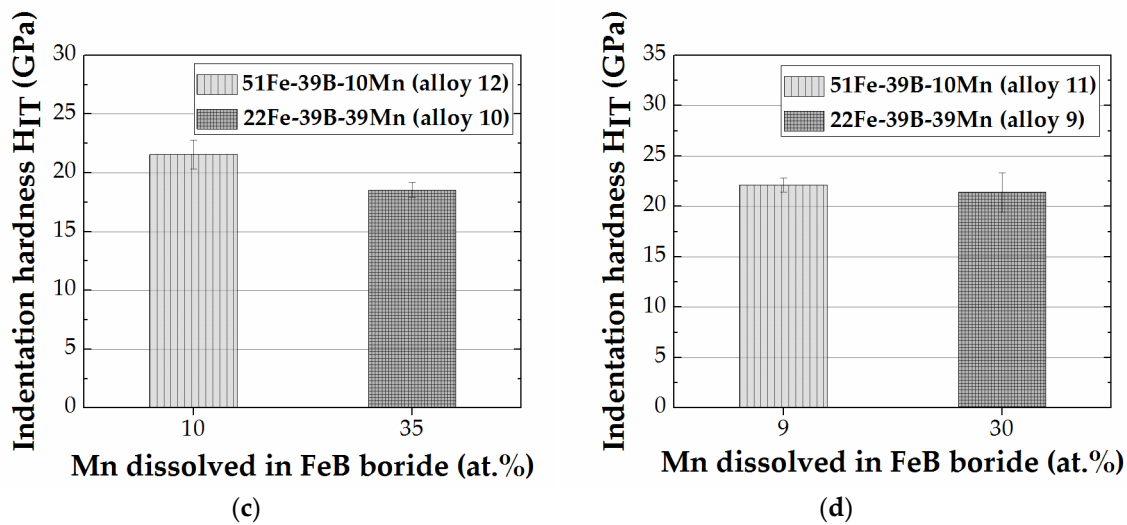 Indentation hardness HIT (GPa)
30
25
20
15
10
5
0
51Fe-39B-10Mn (alloy 12)
22Fe-39B-39Mn (alloy 10)
10
35
Mn dissolved in FeB boride (at.%)
(c)
Indentation hardness HIT (GPa)
35
30
25
20
15
10
5
0
51Fe-39B-10Mn (alloy 11)
22Fe-39B-39Mn (alloy 9)
9
30
Mn dissolved in FeB boride (at.%)
(d)